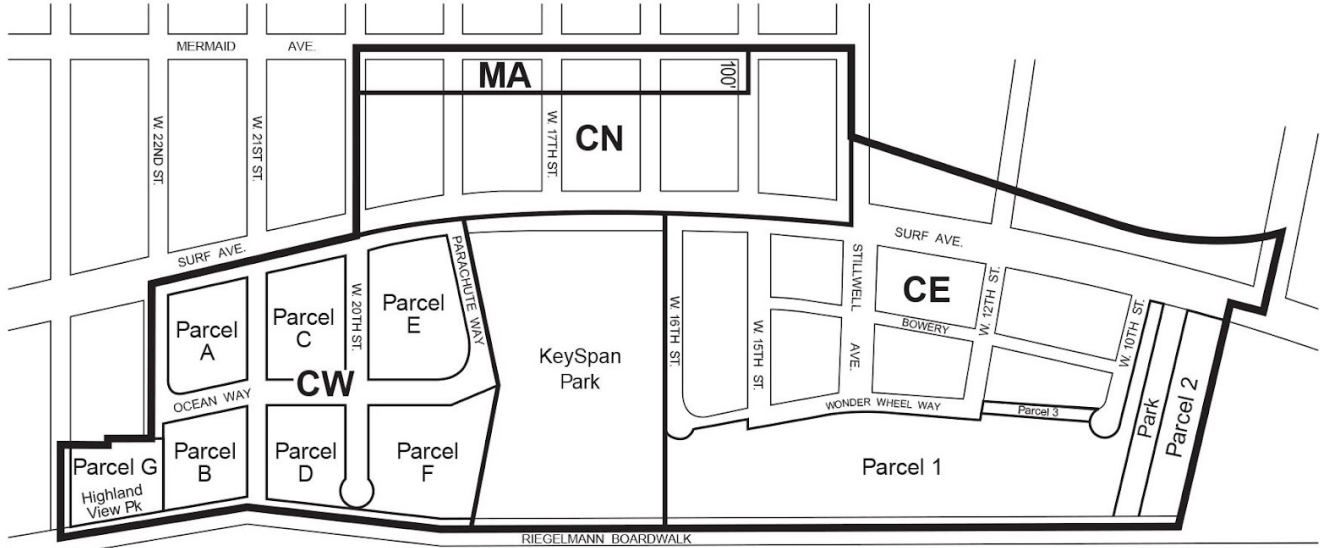 MERMAID AVE.
MA
100'
CN
W. 22ND ST.
W. 21ST ST.
W. 17TH ST.
SURF AVE.
SURF AVE.
PARACHUTE WAY
W. 20TH ST.
Parcel
A
Parcel
C
Parcel
E
CW
OCEAN WAY
KeySpan
Park
W. 16TH ST.
W. 15TH ST.
STILLWELL AVE.
CE
BOWERY
W. 12TH ST.
W. 10TH ST.
WONDER WHEEL WAY
Parcel 3
Park
Parcel 2
Parcel G
Highland
View Pk
Parcel
B
Parcel
D
Parcel
F
Parcel 1
RIEGELMANN BOARDWALK